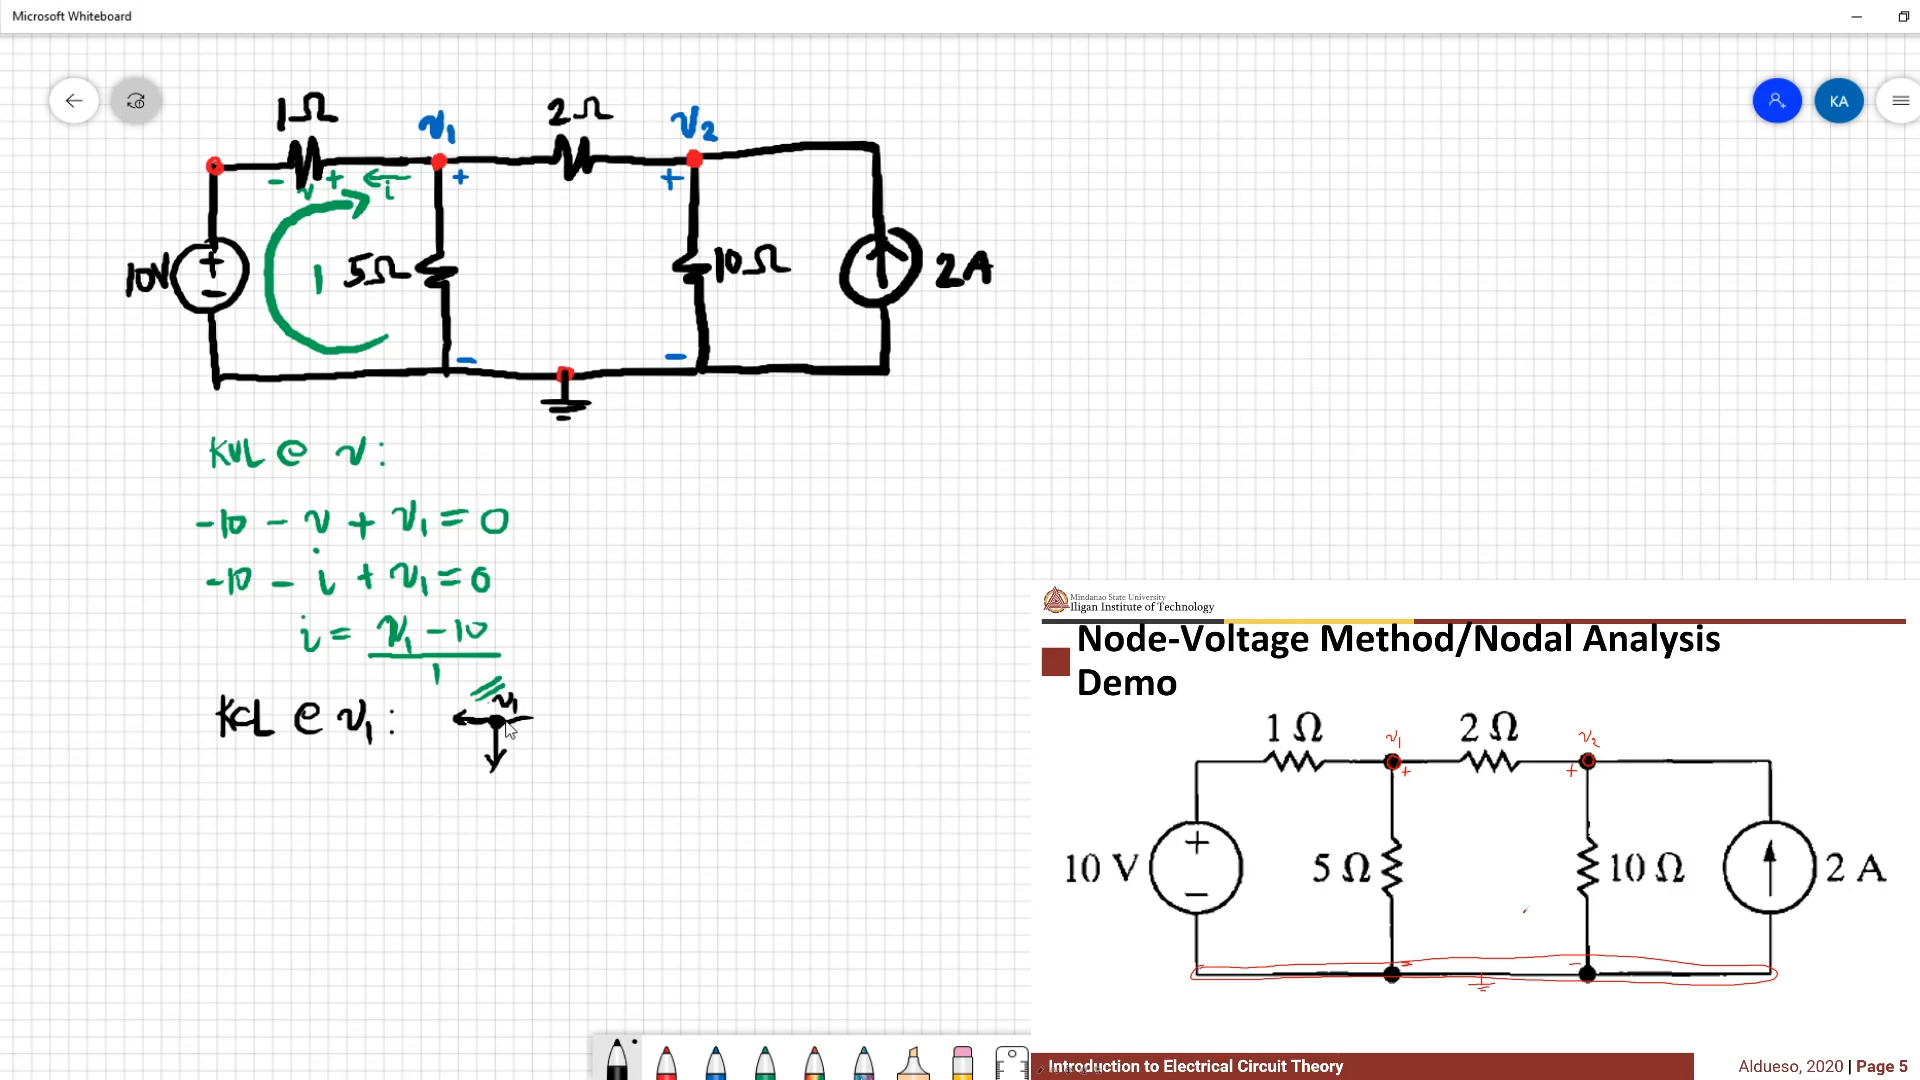 Microsoft Whiteboard
KA
1Ω
v₁
2Ω
v₂
- v + ← i
+
+
10V
+
-
1
5Ω
10Ω
2A
-
-
KVL @ v:
-10 - v + v₁ = 0
-10 - i + v₁ = 0
i = v₁ - 10
1
KCL @ v₁:
v₁
Mindanao State University
Iligan Institute of Technology
Node-Voltage Method/Nodal Analysis
Demo
1 Ω
v₁
2 Ω
v₂
+
+
10 V
+
−
5 Ω
10 Ω
2 A
-
-
Introduction to Electrical Circuit Theory
Aldueso, 2020 | Page 5